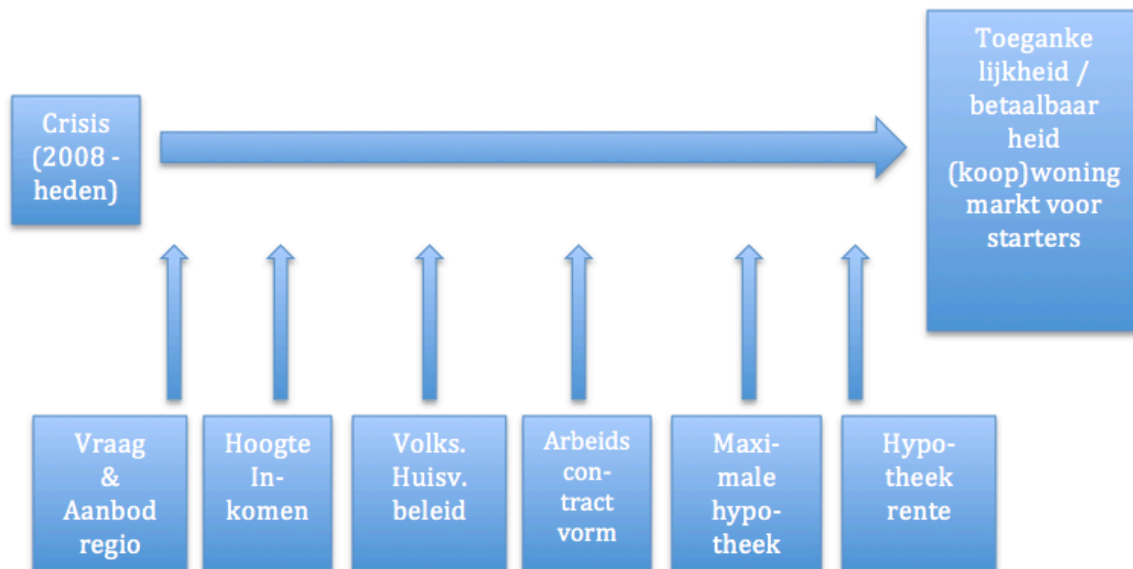 Crisis
(2008 -
heden)
Toeganke
lijkheid /
betaalbaar
heid
(koop)woning
markt voor
starters
Vraag
&
Aanbod
regio
Hoogte
In-
komen
Volks.
Huisv.
beleid
Arbeids
con-
tract
vorm
Maxi-
male
hypo-
theek
Hypo-
theek
rente